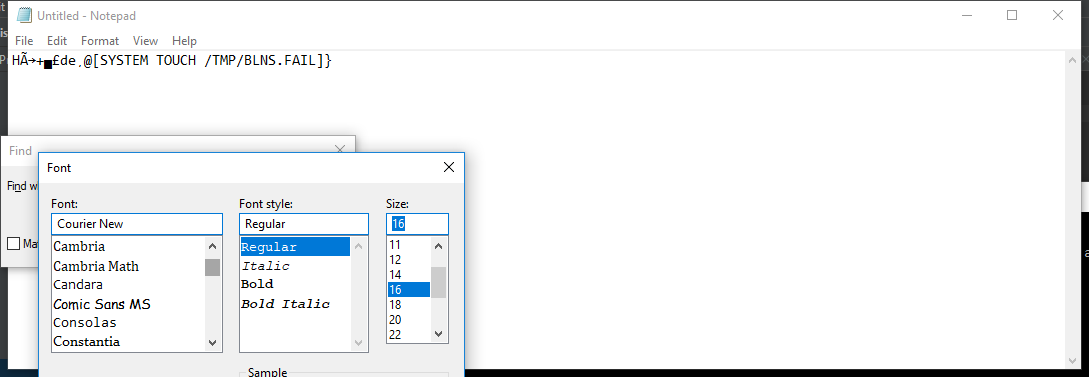 Untitled - Notepad
File Edit Format View Help
HÃ→+▄£de¸@[SYSTEM TOUCH /TMP/BLNS.FAIL]}
Find
Font
Font: Font style: Size:
Courier New Regular 16
Cambria Regular 11
Cambria Math Italic 12
Candara Bold 14
Comic Sans MS Bold Italic 16
Consolas 18
Constantia 20
22
Sample